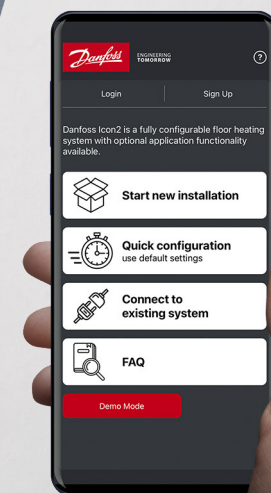 Danfoss
ENGINEERING
TOMORROW
?
Login
Sign Up
Danfoss Icon2 is a fully configurable floor heating
system with optional application functionality
available.
Start new installation
Quick configuration
use default settings
Connect to
existing system
FAQ
Demo Mode